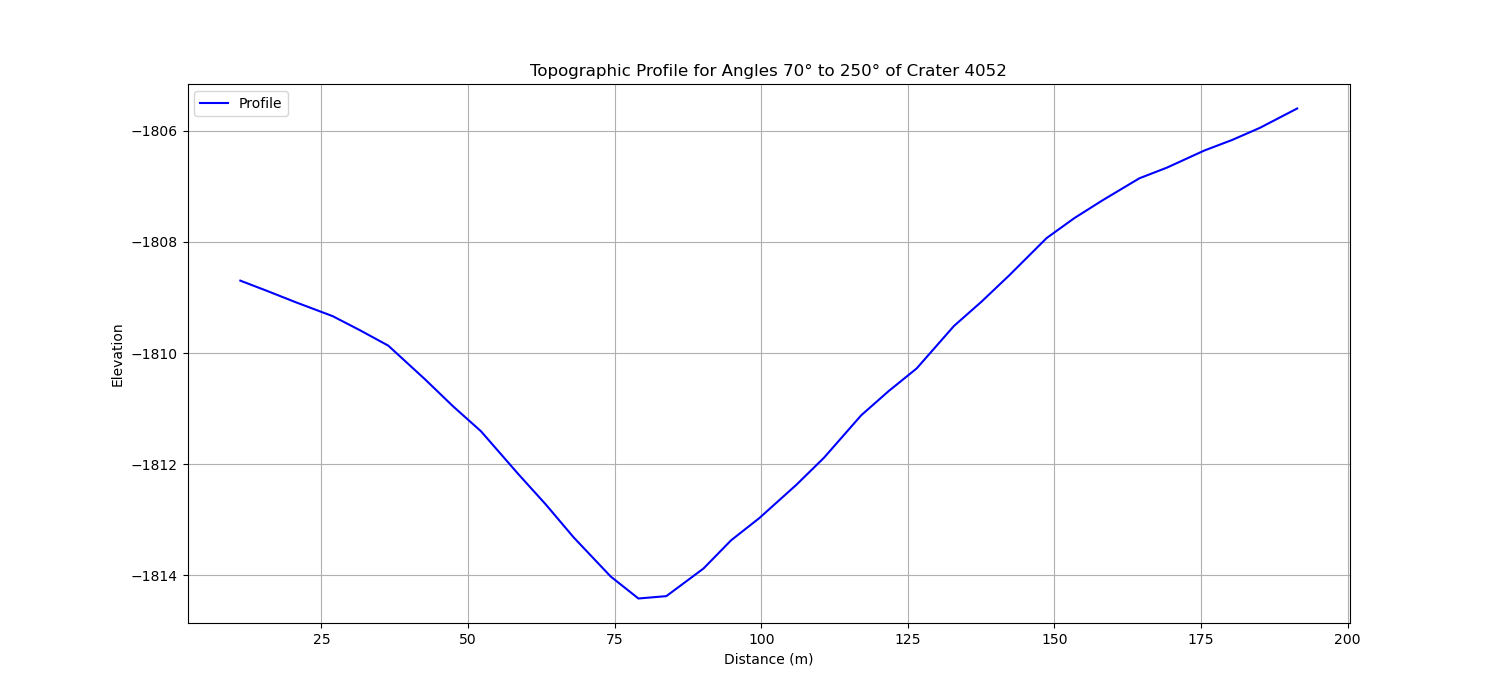 Topographic Profile for Angles 70° to 250° of Crater 4052
Profile
−1806
−1808
−1810
−1812
−1814
Elevation
25 50 75 100 125 150 175 200
Distance (m)